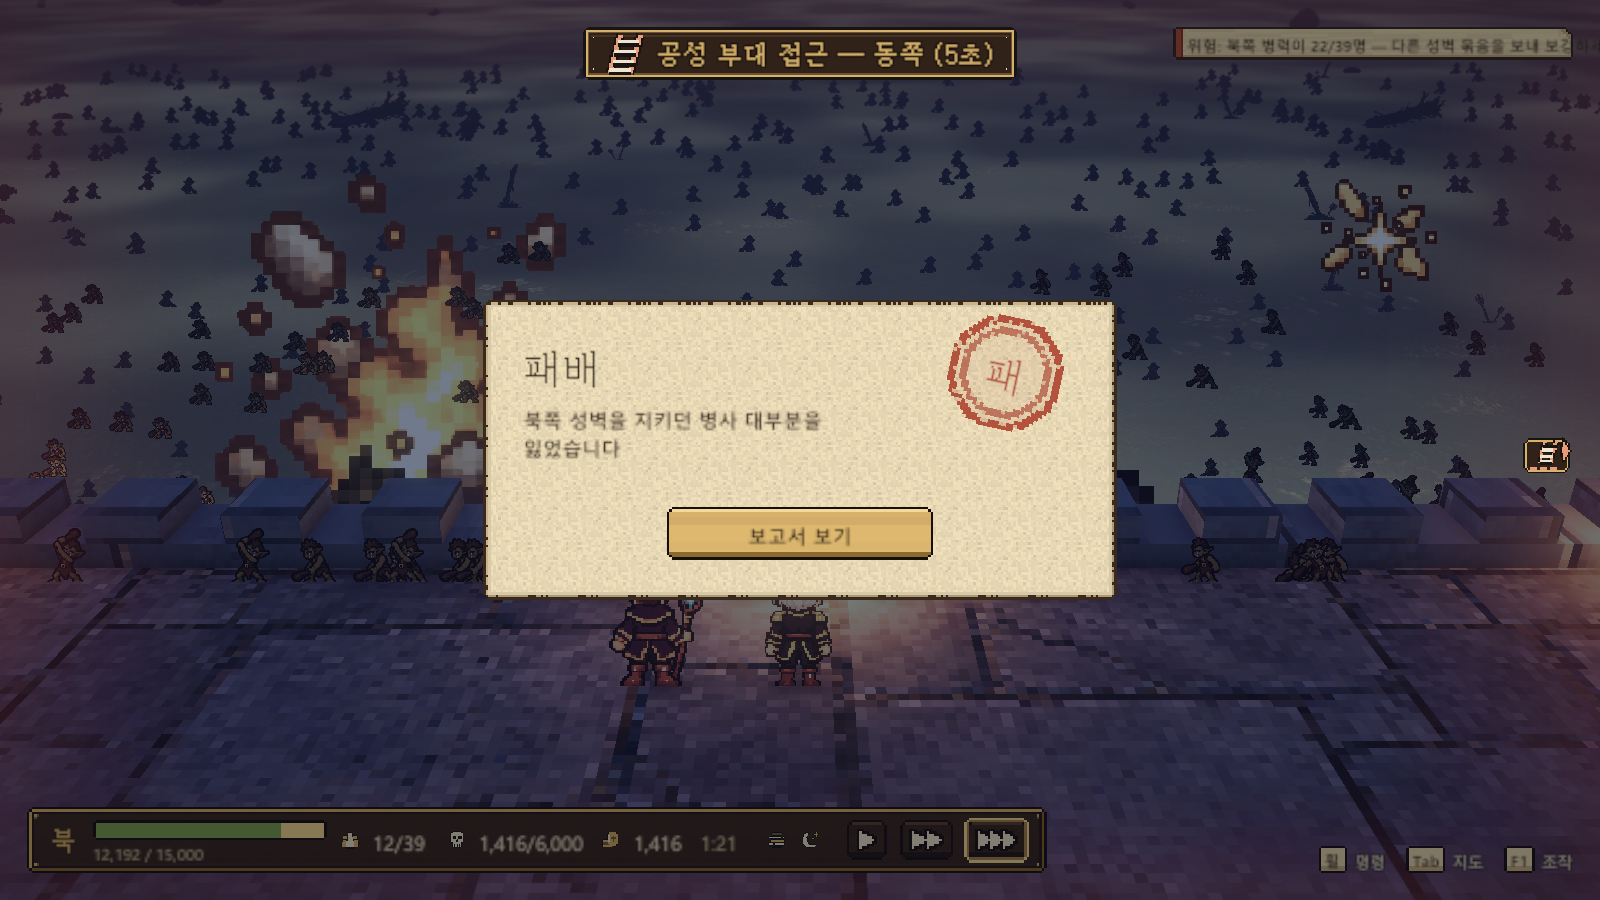 공성 부대 접근 — 동쪽 (5초)
위험: 북쪽 병력이 22/39명 — 다른 성벽 묶음을 보내 보강하
패배
패
북쪽 성벽을 지키던 병사 대부분을
잃었습니다
보고서 보기
북
12,192 / 15,000
12/39
1,416/6,000
1,416
1:21
휠 명령
Tab 지도
F1 조작